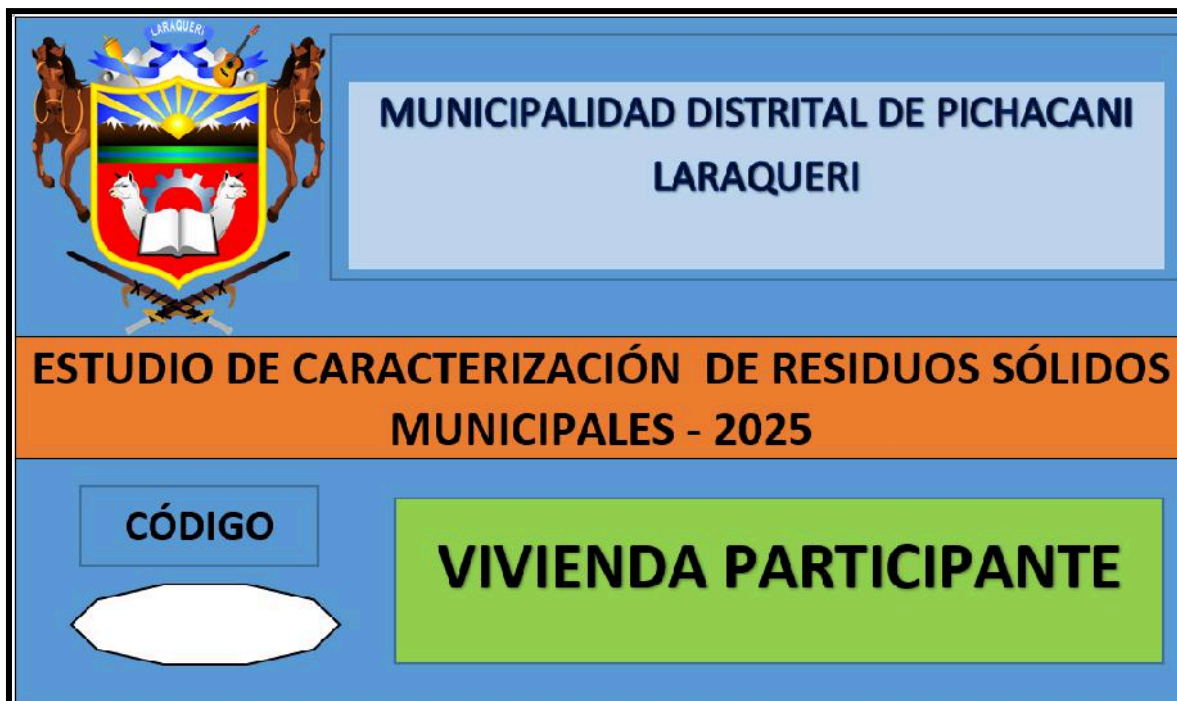 LARAQUERI
MUNICIPALIDAD DISTRITAL DE PICHACANI
LARAQUERI
ESTUDIO DE CARACTERIZACIÓN DE RESIDUOS SÓLIDOS
MUNICIPALES - 2025
CÓDIGO
VIVIENDA PARTICIPANTE